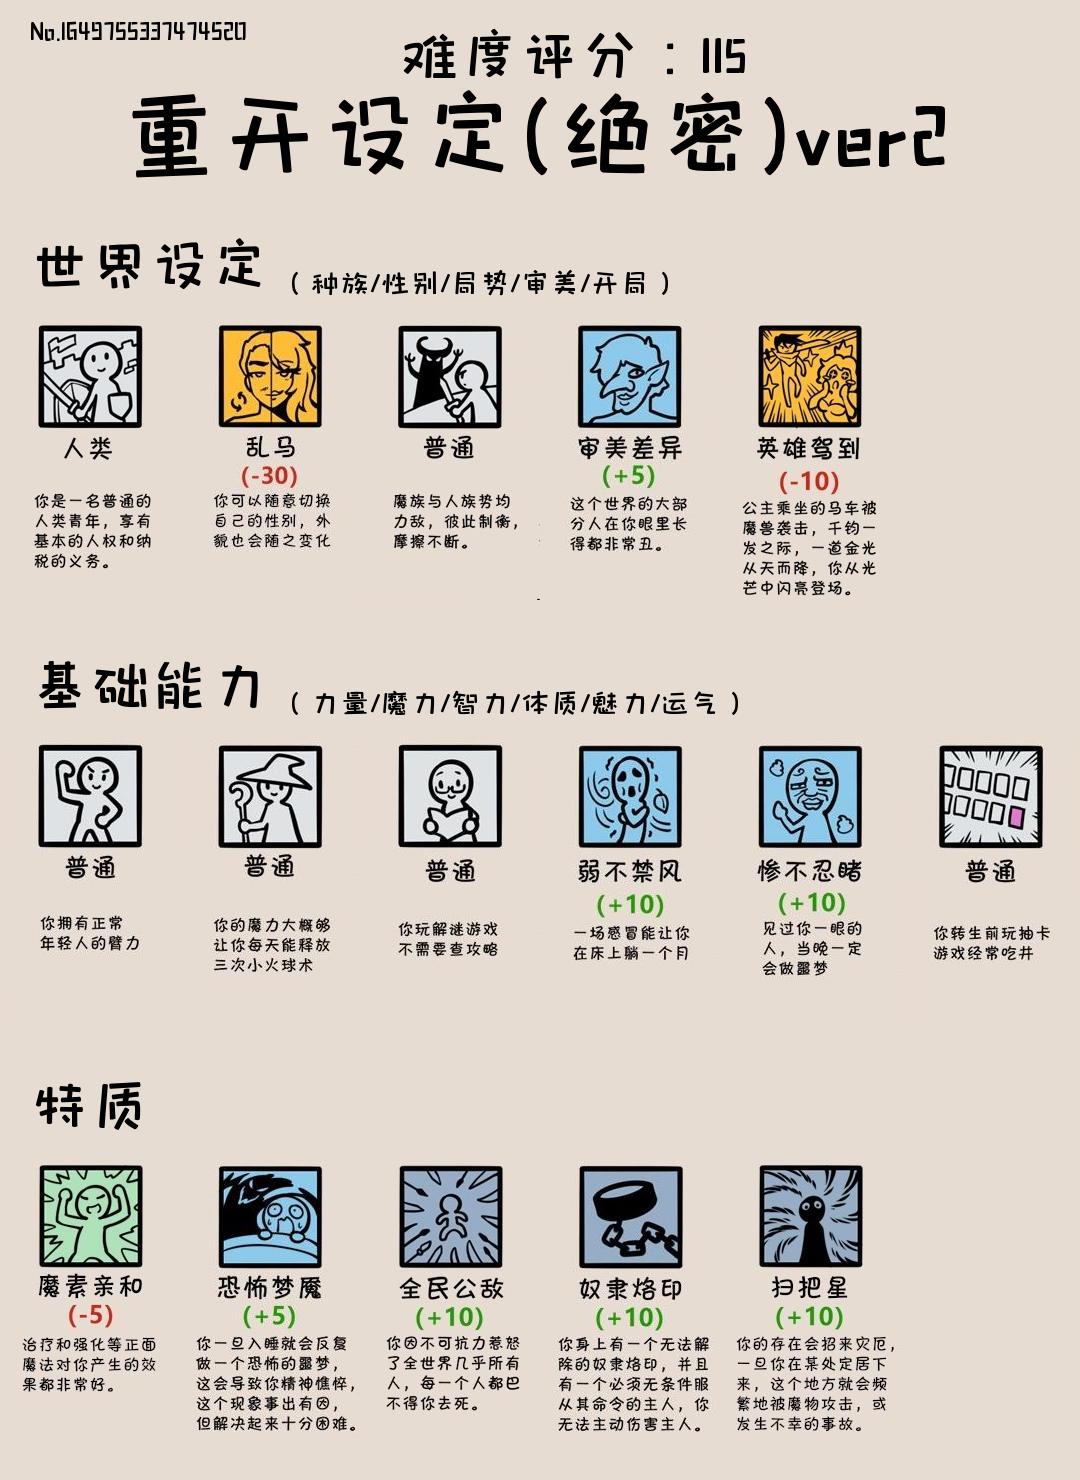 No.1649755337474520
难度评分：115
重开设定(绝密)ver2
世界设定 （种族/性别/局势/审美/开局）
人类 乱马 普通 审美差异 英雄驾到
(-30) (+5) (-10)
你是一名普通的
人类青年，享有
基本的人权和纳
税的义务。
你可以随意切换
自己的性别，外
貌也会随之变化
魔族与人族势均
力敌，彼此制衡，
摩擦不断。
这个世界的大部
分人在你眼里长
得都非常丑。
公主乘坐的马车被
魔兽袭击，千钧一
发之际，一道金光
从天而降，你从光
芒中闪亮登场。
基础能力 （力量/魔力/智力/体质/魅力/运气）
普通 普通 普通 弱不禁风 惨不忍睹 普通
(+10) (+10)
你拥有正常
年轻人的臂力
你的魔力大概够
让你每天能释放
三次小火球术
你玩解谜游戏
不需要查攻略
一场感冒能让你
在床上躺一个月
见过你一眼的
人，当晚一定
会做噩梦
你转生前玩抽卡
游戏经常吃井
特质
魔素亲和 恐怖梦魇 全民公敌 奴隶烙印 扫把星
(-5) (+5) (+10) (+10) (+10)
治疗和强化等正面
魔法对你产生的效
果都非常好。
你一旦入睡就会反复
做一个恐怖的噩梦，
这会导致你精神憔悴，
这个现象事出有因，
但解决起来十分困难。
你因不可抗力惹怒
了全世界几乎所有
人，每一个人都巴
不得你去死。
你身上有一个无法解
除的奴隶烙印，并且
有一个必须无条件服
从其命令的主人，你
无法主动伤害主人。
你的存在会招来灾厄，
一旦你在某处定居下
来，这个地方就会频
繁地被魔物攻击，或
发生不幸的事故。